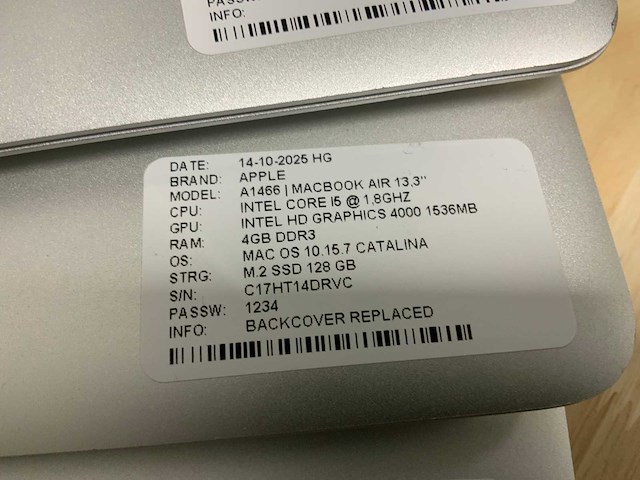 INFO:
DATE: 14-10-2025 HG
BRAND: APPLE
MODEL: A1466 | MACBOOK AIR 13,3''
CPU: INTEL CORE I5 @ 1,8GHZ
GPU: INTEL HD GRAPHICS 4000 1536MB
RAM: 4GB DDR3
OS: MAC OS 10.15.7 CATALINA
STRG: M.2 SSD 128 GB
S/N: C17HT14DRVC
PASSW: 1234
INFO: BACKCOVER REPLACED